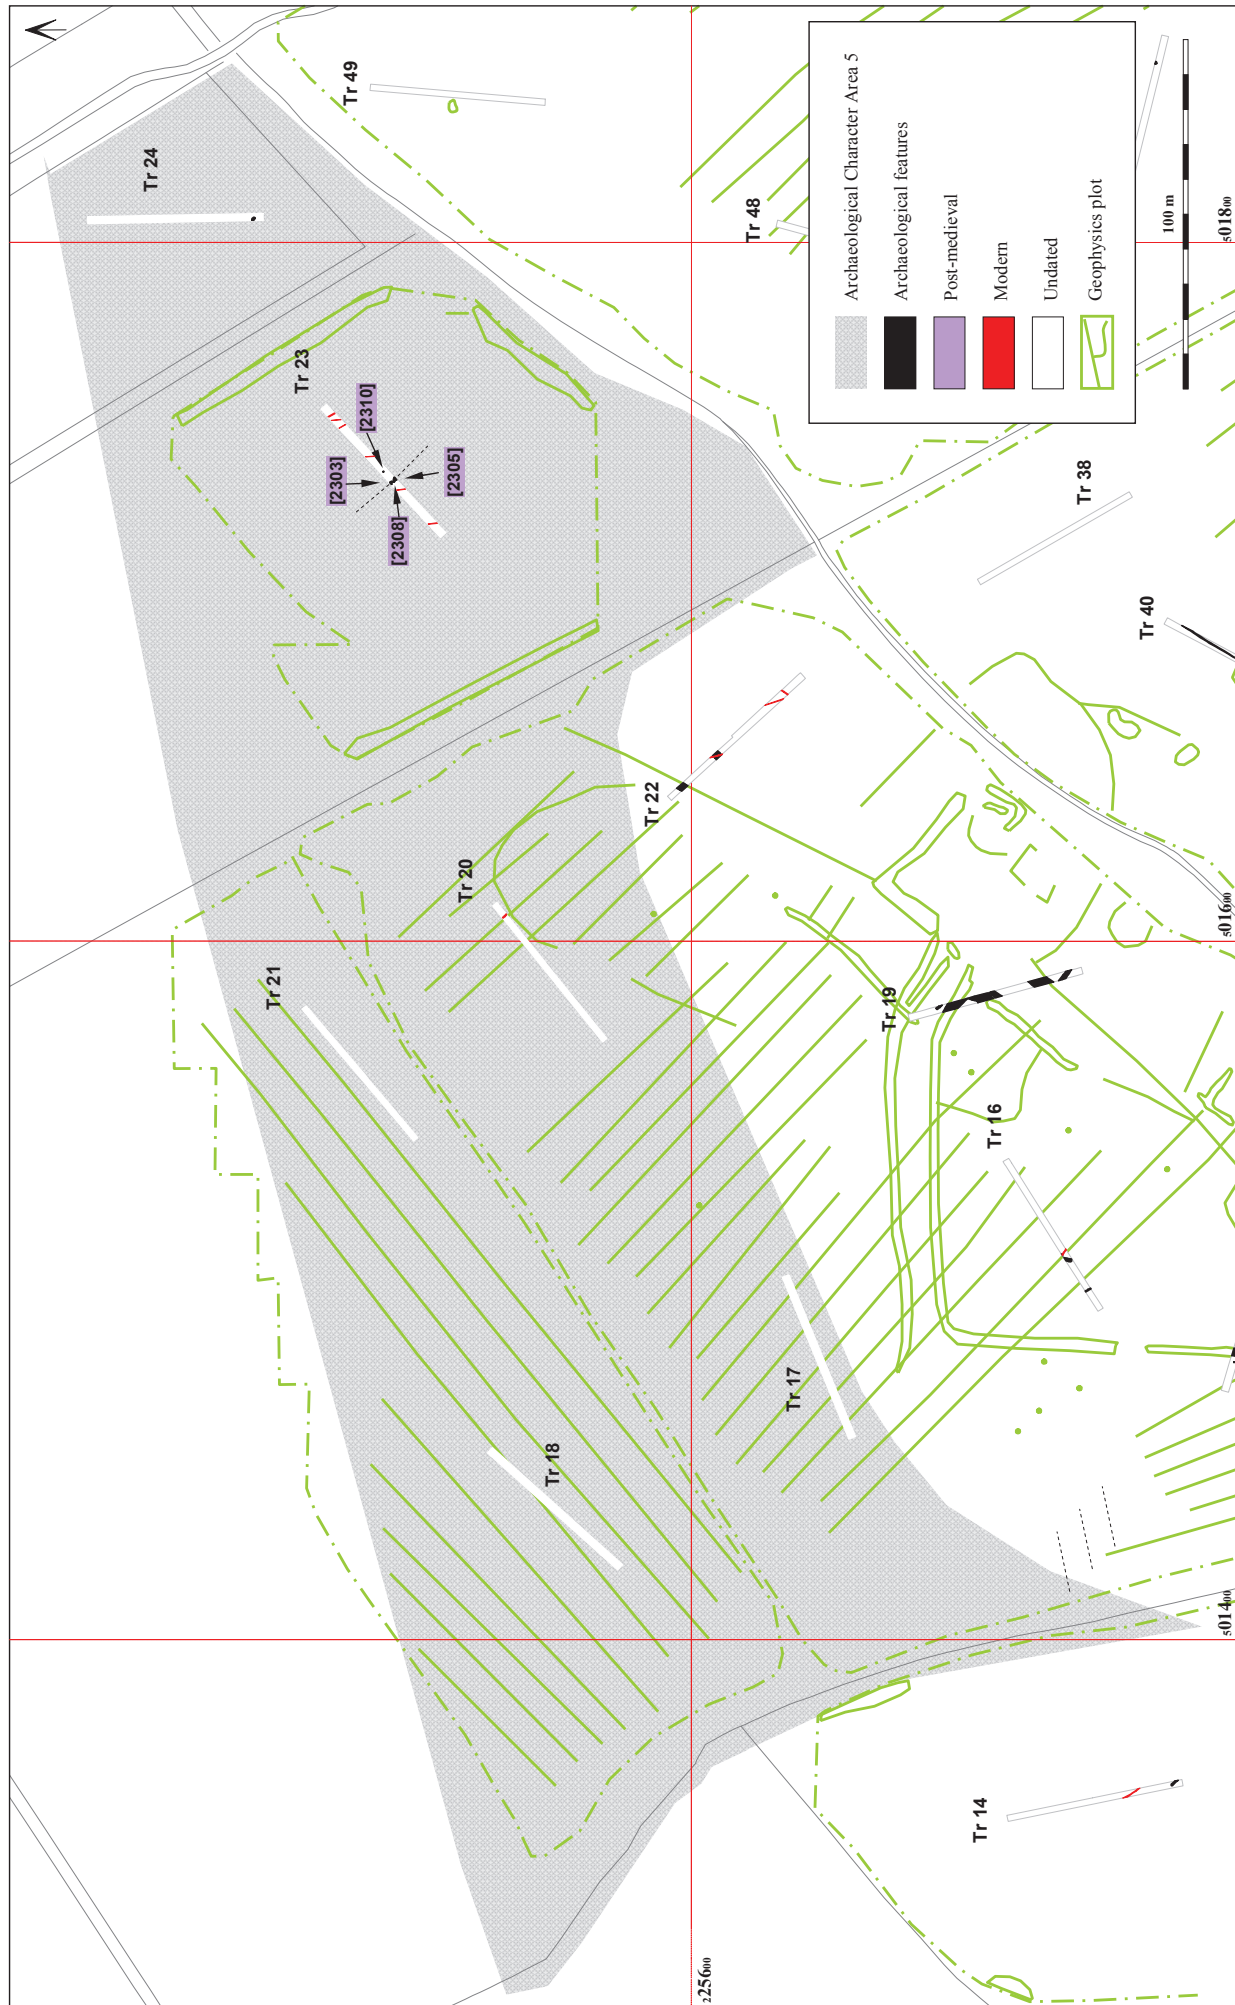 Tr 49
Tr 24
Tr 48
Tr 23
[2310]
[2303]
[2305]
[2308]
Tr 38
Tr 40
Tr 22
Tr 20
Tr 21
Tr 19
Tr 16
Tr 17
Tr 18
Tr 14
Archaeological Character Area 5
Archaeological features
Post-medieval
Modern
Undated
Geophysics plot
100 m
501800
501600
501400
225600